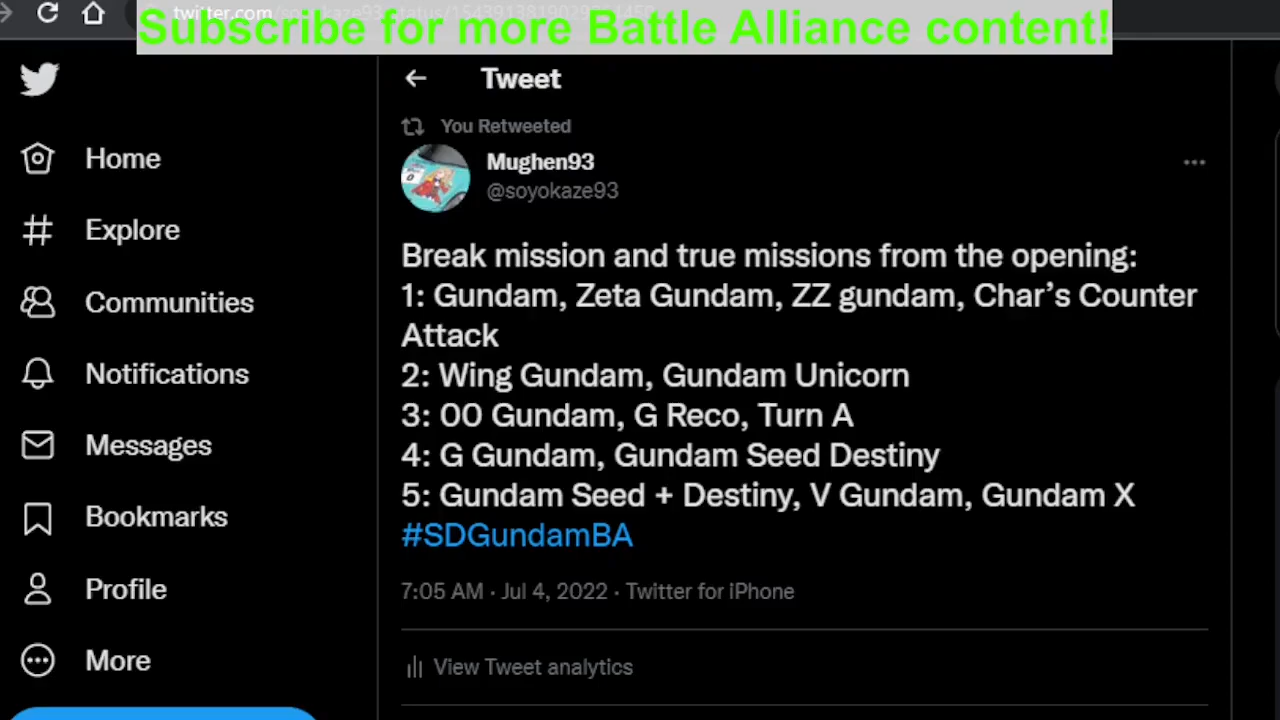 Subscribe for more Battle Alliance content!
Tweet
You Retweeted
Mughen93
@soyokaze93
Break mission and true missions from the opening:
1: Gundam, Zeta Gundam, ZZ gundam, Char’s Counter
Attack
2: Wing Gundam, Gundam Unicorn
3: 00 Gundam, G Reco, Turn A
4: G Gundam, Gundam Seed Destiny
5: Gundam Seed + Destiny, V Gundam, Gundam X
#SDGundamBA
7:05 AM · Jul 4, 2022 · Twitter for iPhone
View Tweet analytics
Home
Explore
Communities
Notifications
Messages
Bookmarks
Profile
More